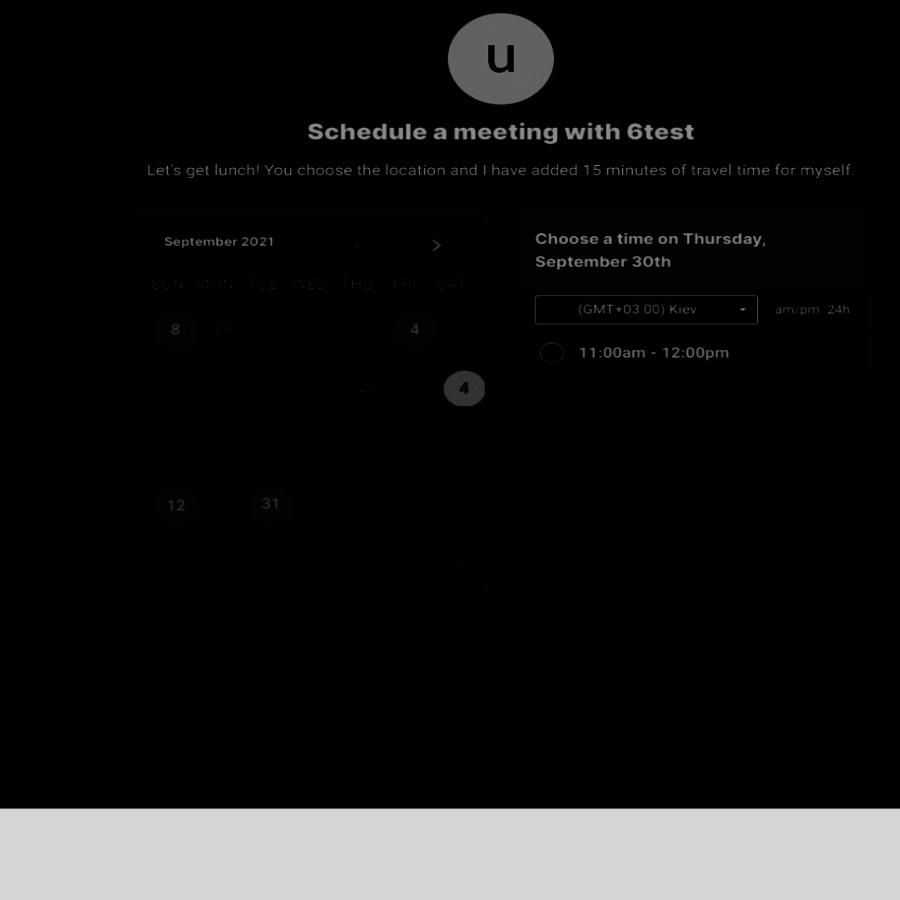 u
Schedule a meeting with 6test
Let's get lunch! You choose the location and I have added 15 minutes of travel time for myself.
September 2021
SUN MON TUE WED THU FRI SAT
8 28 4
28 4
12 31
Choose a time on Thursday,
September 30th
(GMT+03:00) Kiev am/pm 24h
11:00am - 12:00pm